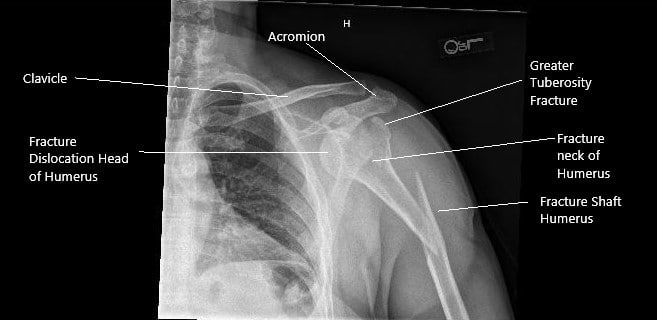 H
Acromion
Clavicle
Greater
Tuberosity
Fracture
Fracture
Dislocation Head
of Humerus
Fracture
neck of
Humerus
Fracture Shaft
Humerus